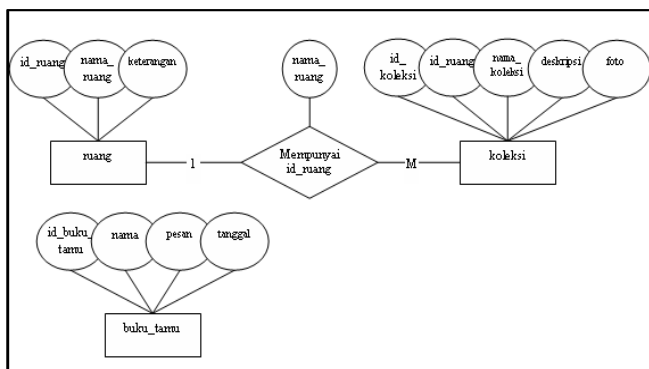 id_ruang
nama_
ruang
keterangan
nama_
ruang
id_
koleksi
id_ruang
nama_
koleksi
deskripsi
foto
ruang
1
Mempunyai
id_ruang
M
koleksi
id_buku_
tamu
nama
pesan
tanggal
buku_tamu